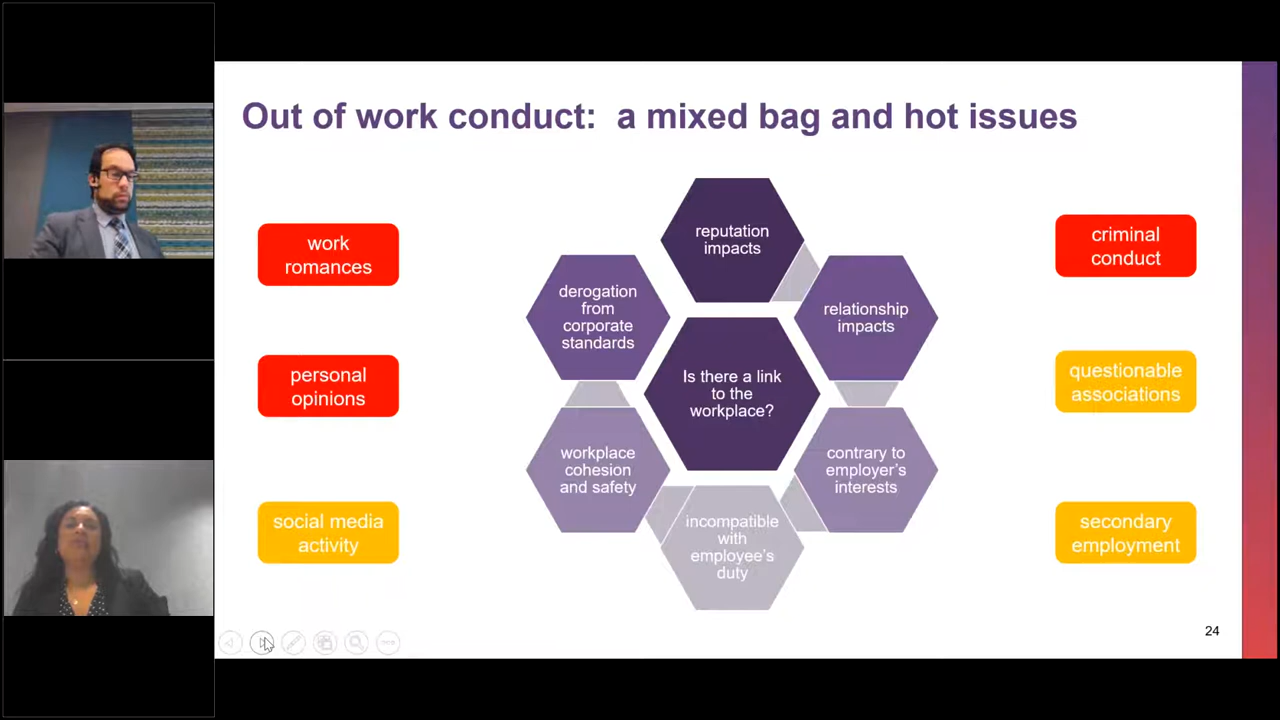 Out of work conduct:  a mixed bag and hot issues
work
romances
personal
opinions
social media
activity
reputation
impacts
derogation
from
corporate
standards
relationship
impacts
Is there a link
to the
workplace?
workplace
cohesion
and safety
contrary to
employer's
interests
incompatible
with
employee's
duty
criminal
conduct
questionable
associations
secondary
employment
24